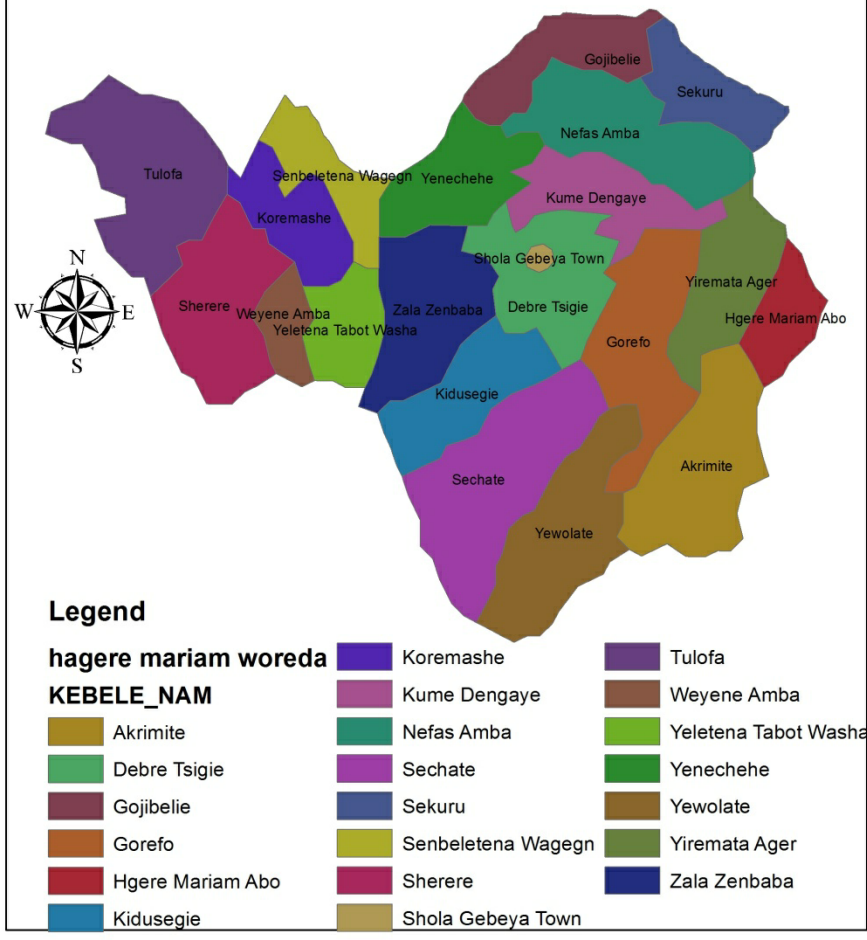 Gojibelie
Sekuru
Nefas Amba
Tulofa
Senbeletena Wagegn
Yenechehe
Koremashe
Kume Dengaye
N
W
E
S
Shola Gebeya Town
Yiremata Ager
Sherere
Weyene Amba
Zala Zenbaba
Debre Tsigie
Hgere Mariam Abo
Yeletena Tabot Washa
Gorefo
Kidusegie
Sechate
Akrimite
Yewolate
Legend
hagere mariam woreda
KEBELE_NAM
Akrimite
Debre Tsigie
Gojibelie
Gorefo
Hgere Mariam Abo
Kidusegie
Koremashe
Kume Dengaye
Nefas Amba
Sechate
Sekuru
Senbeletena Wagegn
Sherere
Shola Gebeya Town
Tulofa
Weyene Amba
Yeletena Tabot Washa
Yenechehe
Yewolate
Yiremata Ager
Zala Zenbaba